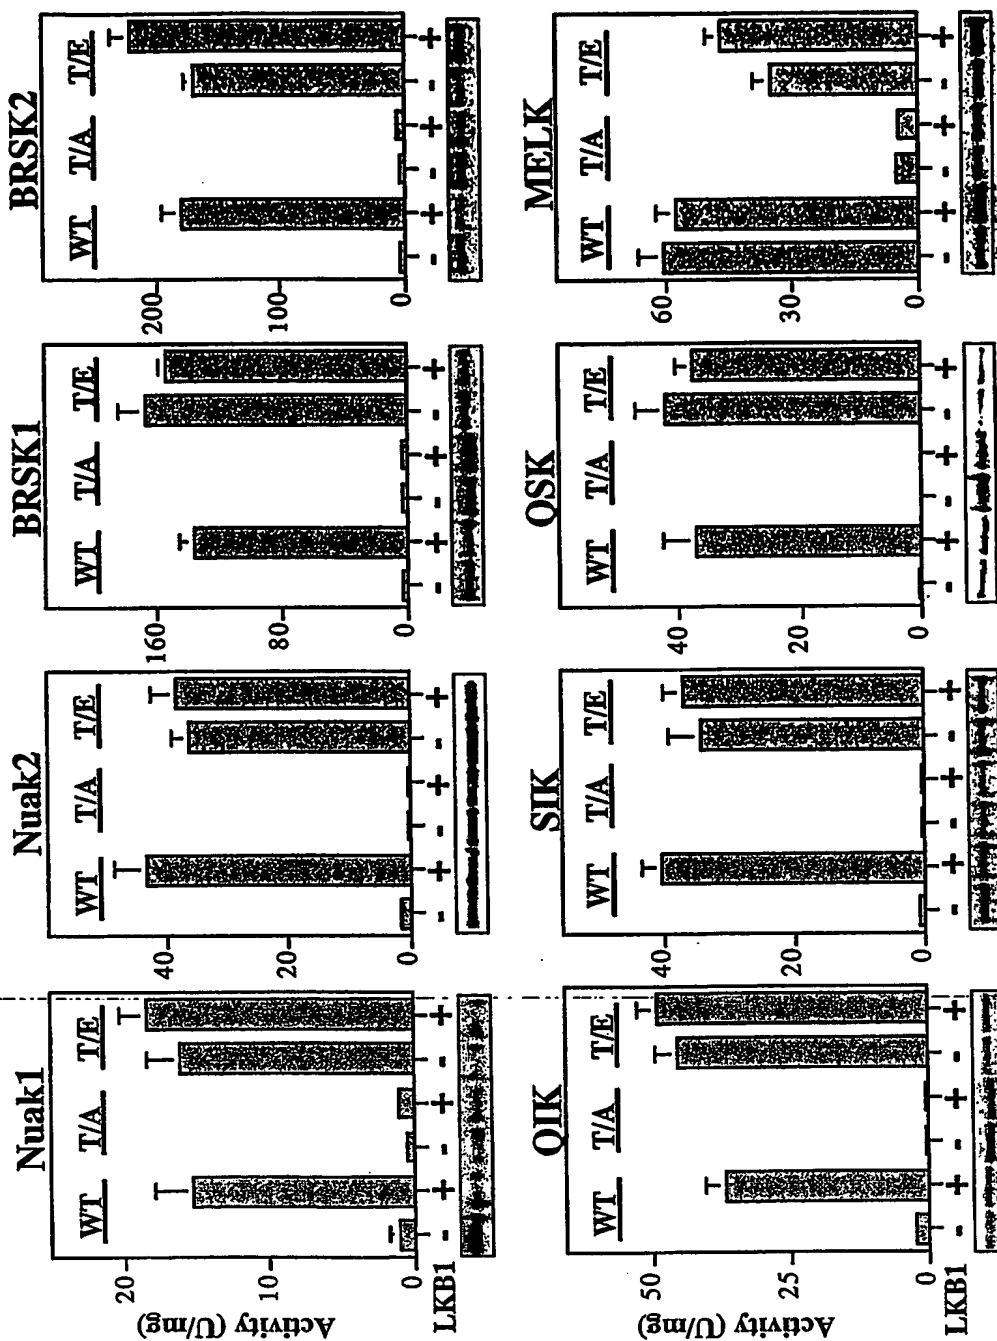 Nuak1
Activity (U/mg)
20
10
0
WT T/A T/E
LKB1 - + - + - +
Nuak2
40
20
0
WT T/A T/E
- + - + - +
BRSK1
160
80
0
WT T/A T/E
- + - + - +
BRSK2
200
100
0
WT T/A T/E
- + - + - +
QIK
Activity (U/mg)
50
25
0
WT T/A T/E
LKB1 - + - + - +
SIK
40
20
0
WT T/A T/E
- + - + - +
QSK
40
20
0
WT T/A T/E
- + - + - +
MELK
60
30
0
WT T/A T/E
- + - + - +